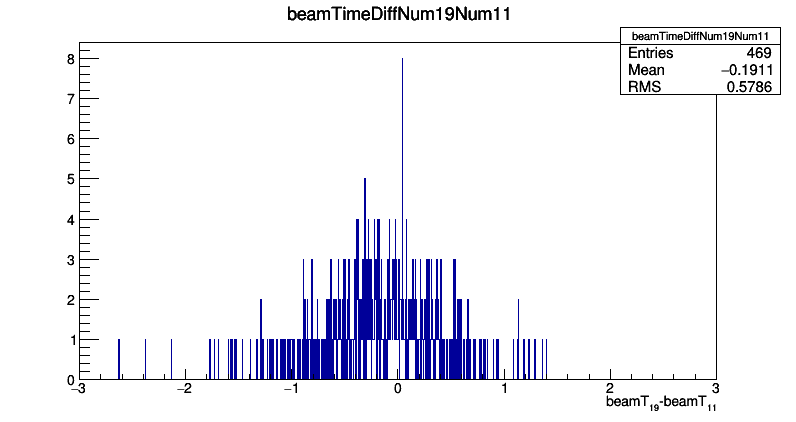 beamTimeDiffNum19Num11
beamTimeDiffNum19Num11
Entries 469
Mean −0.1911
RMS 0.5786
8
7
6
5
4
3
2
1
0
−3 −2 −1 0 1 2 3
beamT19-beamT11